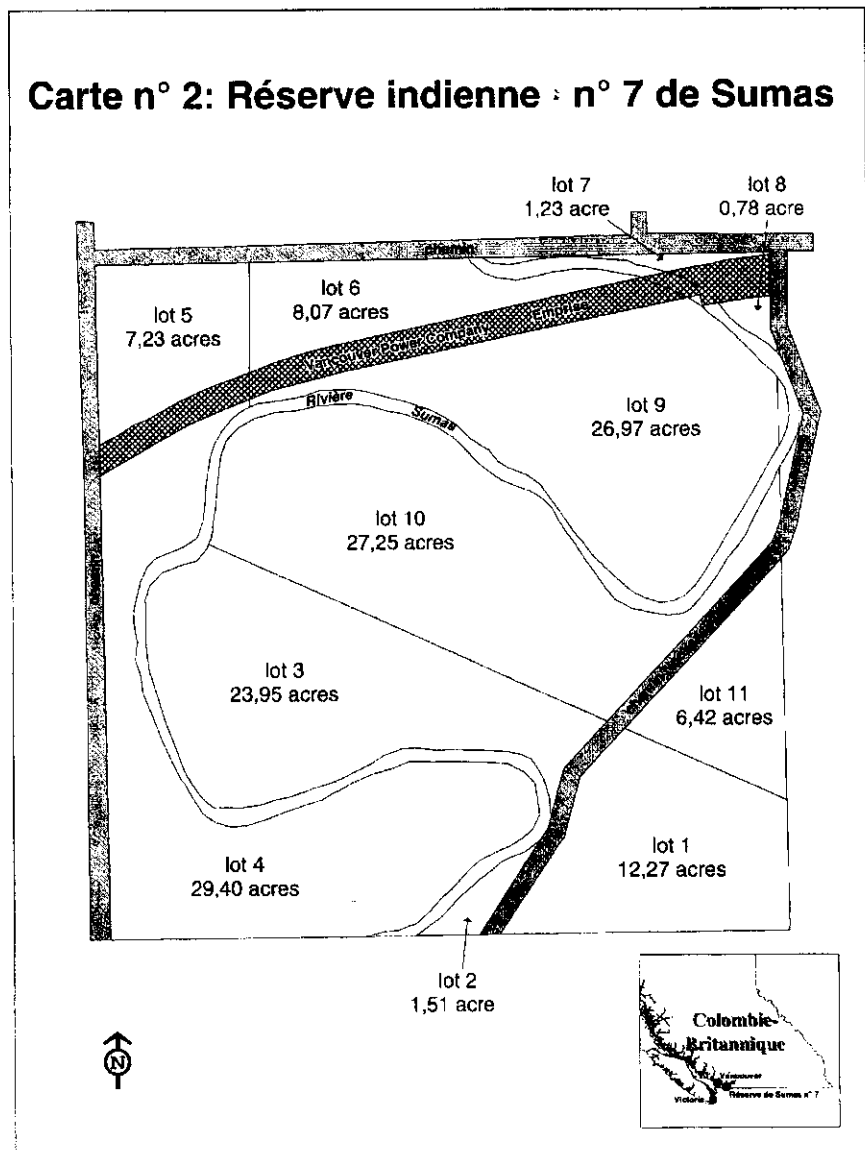 Carte n° 2: Réserve indienne n° 7 de Sumas
lot 7
1,23 acre
lot 8
0,78 acre
chemin
lot 5
7,23 acres
lot 6
8,07 acres
Vancouver Power Company Emprise
Rivière Sumas
lot 9
26,97 acres
lot 10
27,25 acres
lot 3
23,95 acres
lot 11
6,42 acres
lot 4
29,40 acres
lot 1
12,27 acres
lot 2
1,51 acre
N
Colombie-
Britannique
Vancouver
Réserve de Sumas n° 7
Victoria